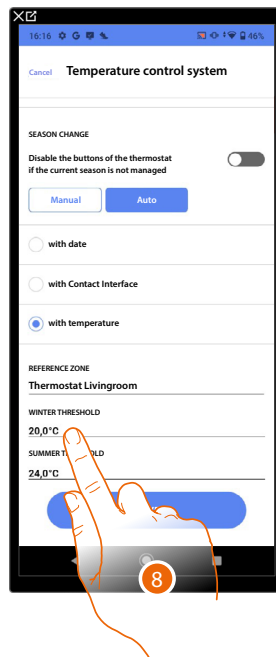 16:16 G 46%
Cancel Temperature control system
SEASON CHANGE
Disable the buttons of the thermostat
if the current season is not managed
Manual Auto
with date
with Contact Interface
with temperature
REFERENCE ZONE
Thermostat Livingroom
WINTER THRESHOLD
20,0°C
SUMMER T OLD
24,0°C
8